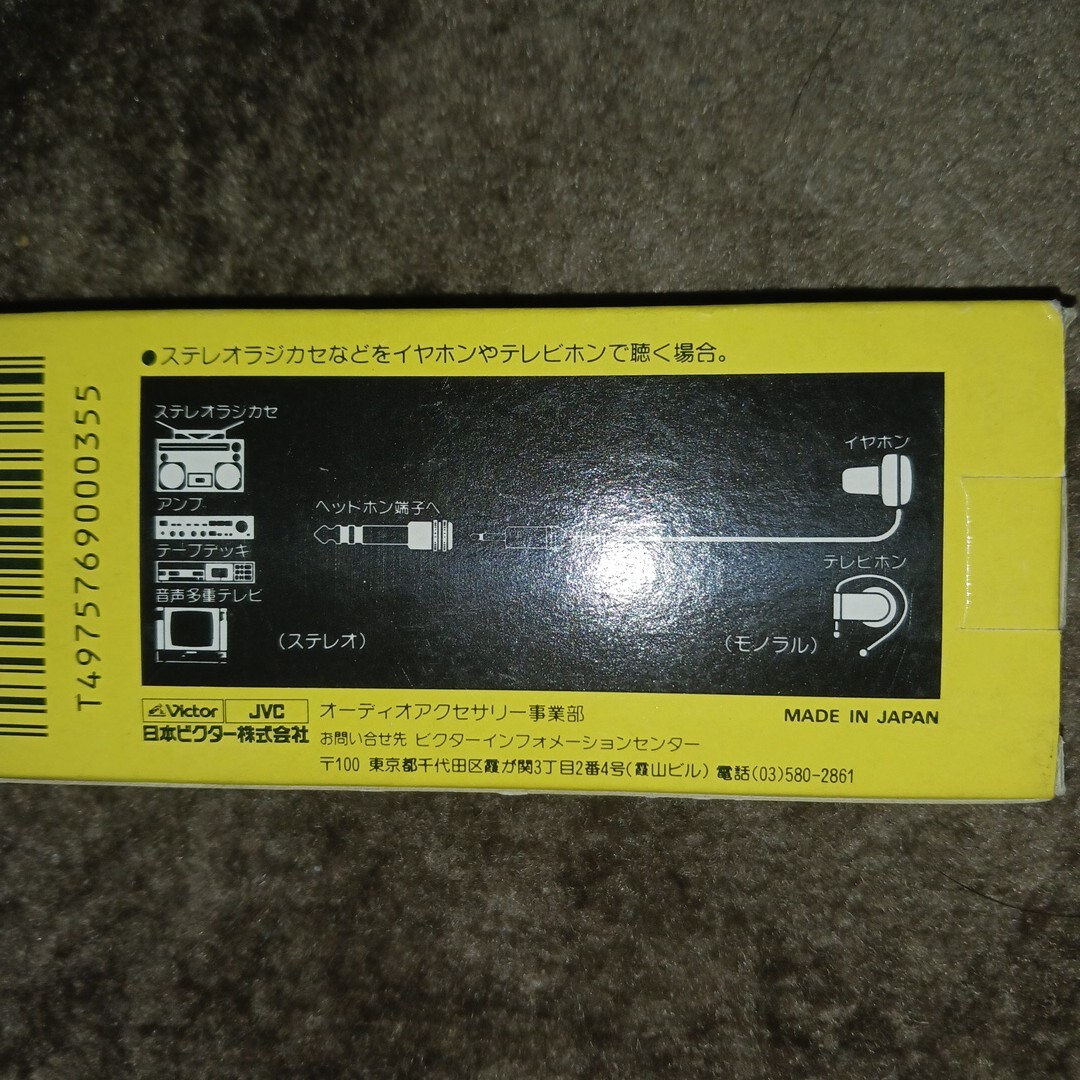 ●ステレオラジカセなどをイヤホンやテレビホンで聴く場合。
ステレオラジカセ
アンプ
テープデッキ
音声多重テレビ
(ステレオ)
ヘッドホン端子へ
イヤホン
テレビホン
(モノラル)
T4975769000355
Victor JVC オーディオアクセサリー事業部
MADE IN JAPAN
日本ビクター株式会社 お問い合せ先 ビクターインフォメーションセンター
〒100 東京都千代田区霞が関3丁目2番4号(霞山ビル) 電話(03)580-2861